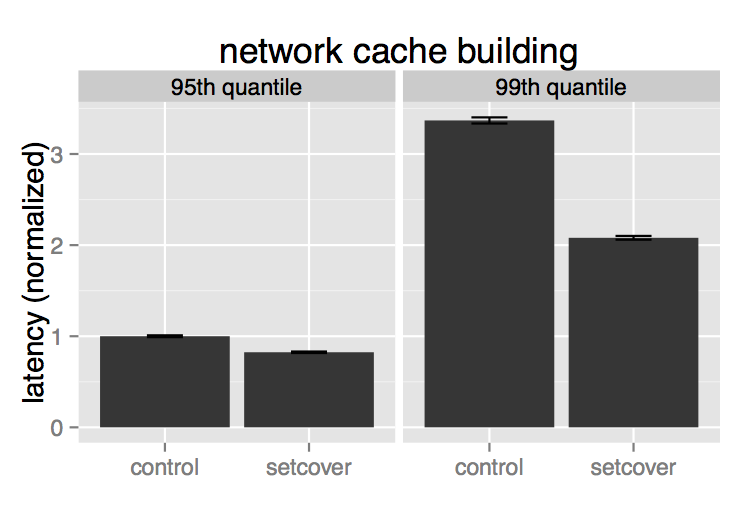 network cache building
95th quantile
99th quantile
latency (normalized)
3
2
1
0
control
setcover
control
setcover